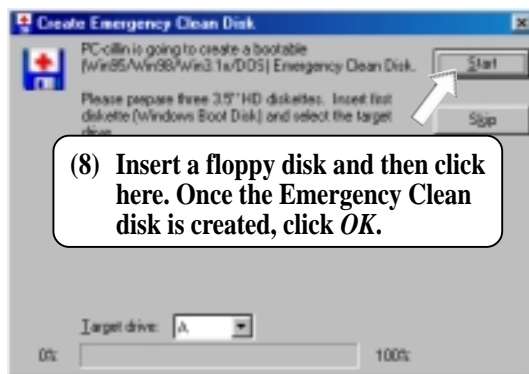 Create Emergency Clean Disk
PC-cillin is going to create a bootable
(Win95/Win98/Win3.1x/DOS) Emergency Clean Disk.
Start
Please prepare three 3.5" HD diskettes. Insert first
diskette (Windows Boot Disk) and select the target
drive
Skip
(8) Insert a floppy disk and then click
here. Once the Emergency Clean
disk is created, click OK.
Target drive: A
0% 100%